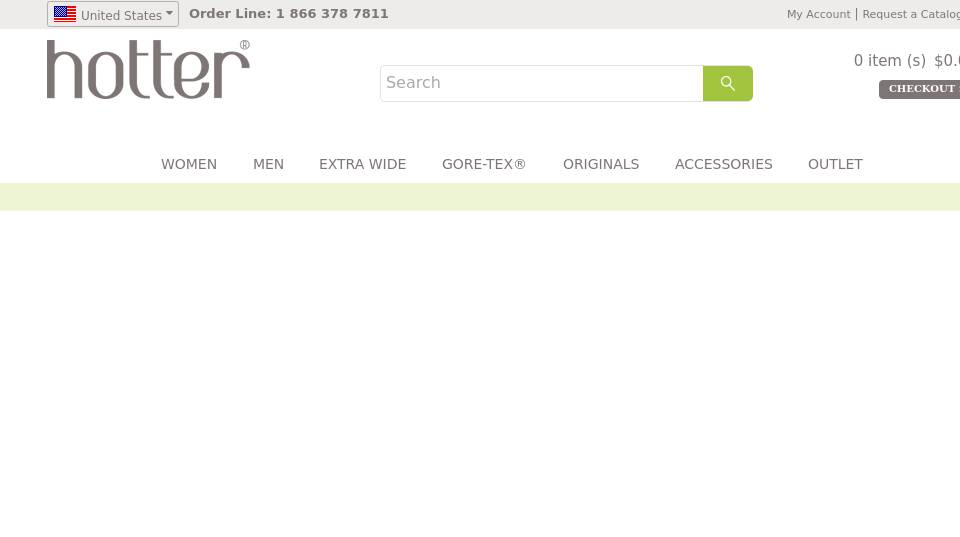 United States Order Line: 1 866 378 7811 My Account | Request a Catalog
hotter®
0 item (s) $0.
Search
CHECKOUT
WOMEN MEN EXTRA WIDE GORE-TEX® ORIGINALS ACCESSORIES OUTLET